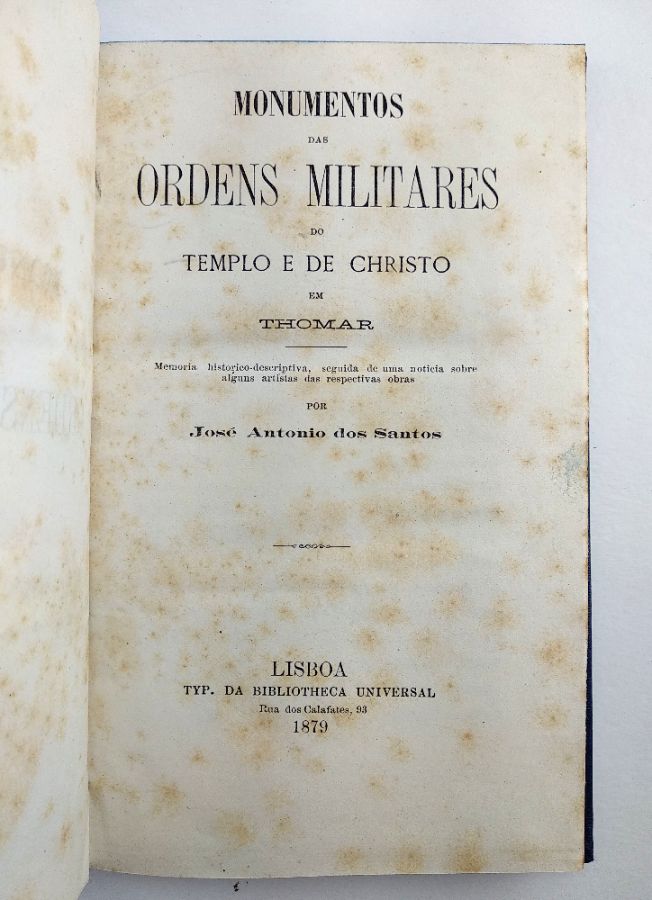 MONUMENTOS
DAS
ORDENS MILITARES
DO
TEMPLO E DE CHRISTO
EM
THOMAR
Memoria historico-descriptiva, seguida de uma noticia sobre
alguns artistas das respectivas obras
POR
José Antonio dos Santos
LISBOA
TYP. DA BIBLIOTHECA UNIVERSAL
Rua dos Calafates, 93
1879